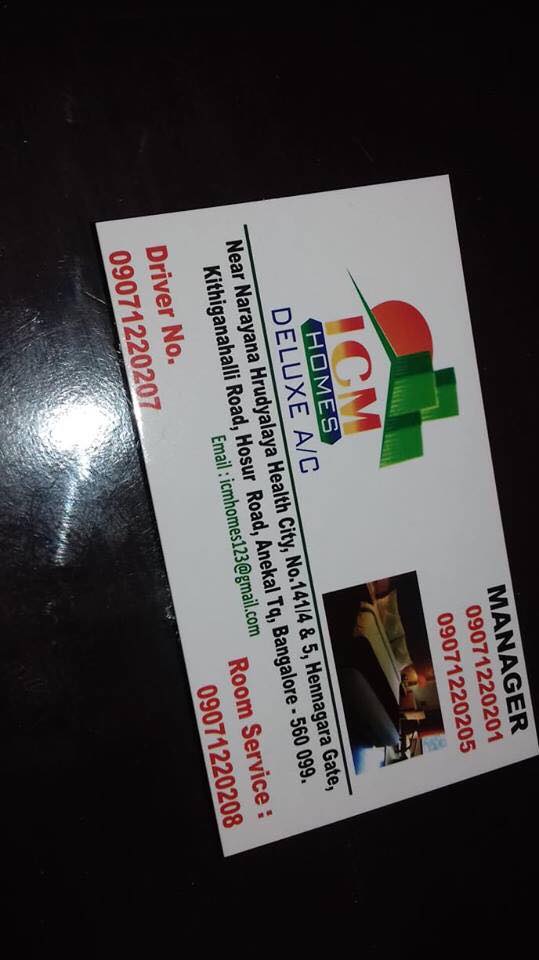 MANAGER
09071220201
09071220205
ICM
HOMES
DELUXE A/C
Near Narayana Hrudyalaya Health City, No.141/4 & 5, Hennagara Gate,
Kithiganahalli Road, Hosur Road, Anekal Tq, Bangalore - 560 099.
Email : icmhomes123@gmail.com
Room Service :
09071220208
Driver No.
09071220207